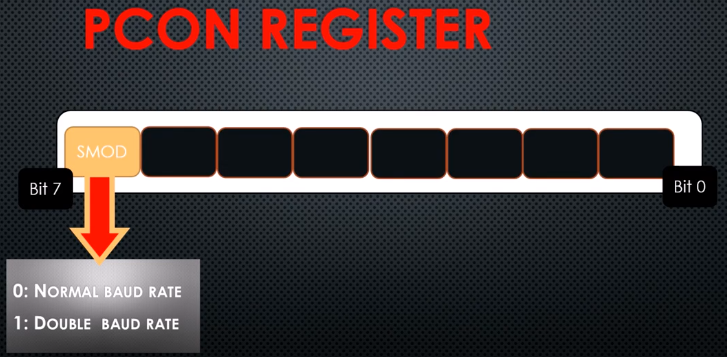 PCON REGISTER
SMOD
Bit 7
Bit 0
0: NORMAL BAUD RATE
1: DOUBLE BAUD RATE